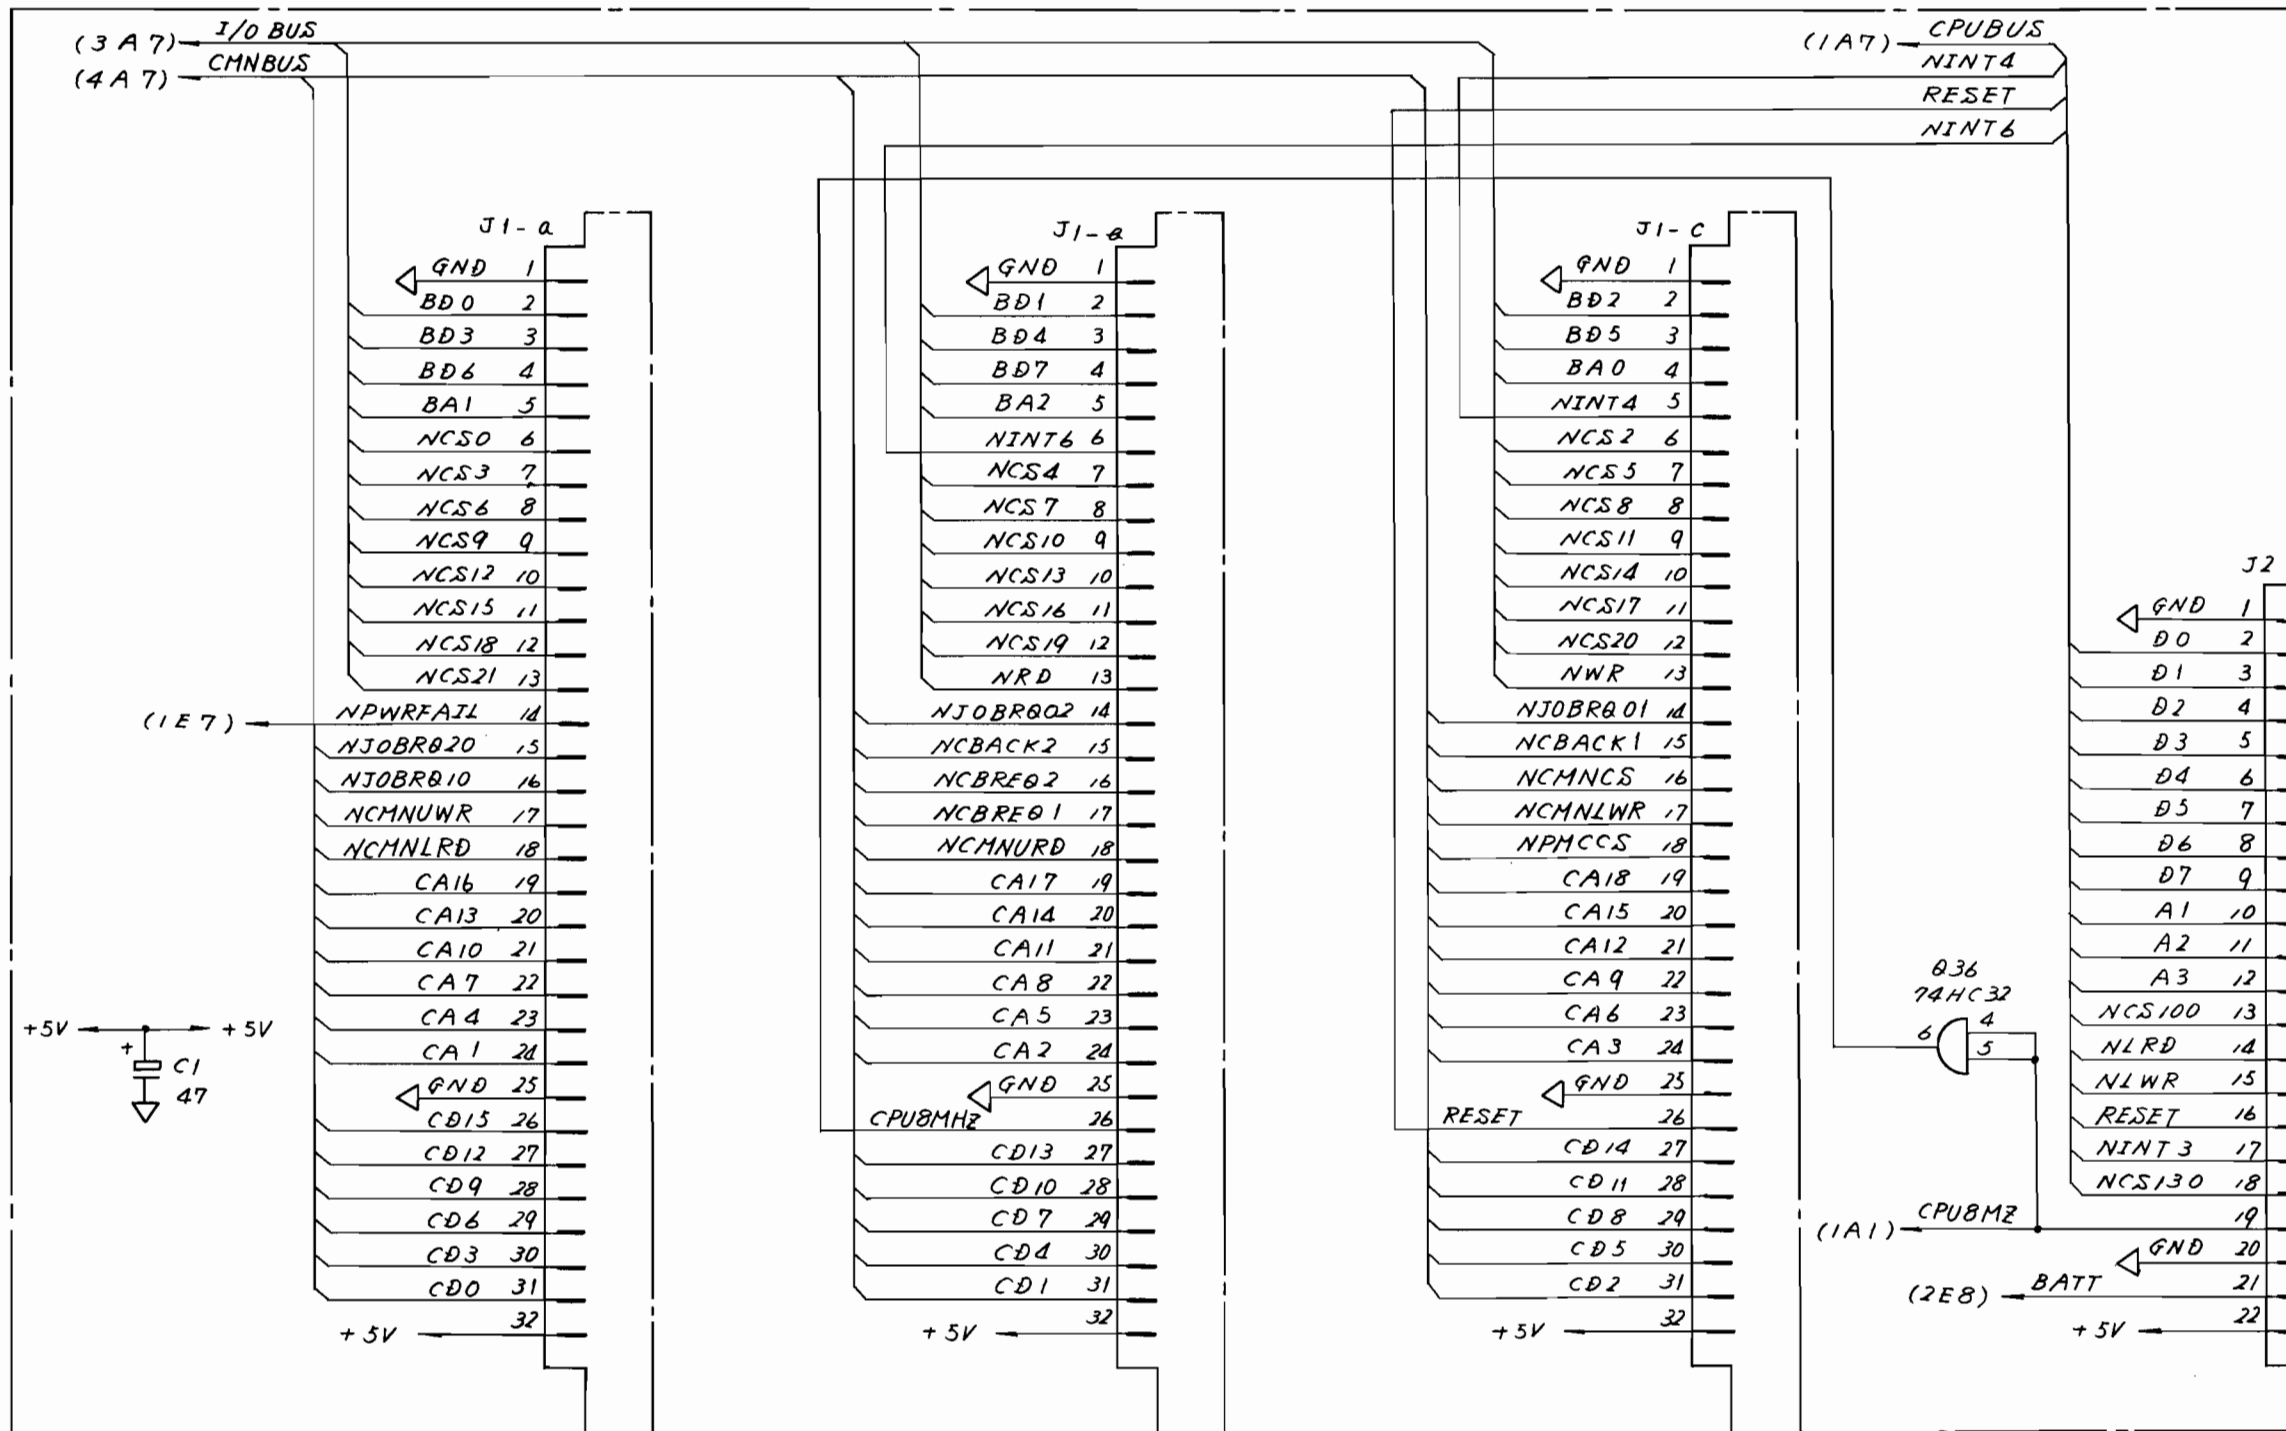 (3A7) I/O BUS
(4A7) CMNBUS
(1A7) CPUBUS
NINT4
RESET
NINT6
J1-a
GND 1
BD0 2
BD3 3
BD6 4
BA1 5
NCS0 6
NCS3 7
NCS6 8
NCS9 9
NCS12 10
NCS15 11
NCS18 12
NCS21 13
(1E7) NPWRFAIL 14
NJOBRQ20 15
NJOBRQ10 16
NCMNUWR 17
NCMNLRD 18
CA16 19
CA13 20
CA10 21
CA7 22
CA4 23
CA1 24
GND 25
CD15 26
CD12 27
CD9 28
CD6 29
CD3 30
CD0 31
+5V 32
+5V +5V
+ C1
47
J1-a
GND 1
BD1 2
BD4 3
BD7 4
BA2 5
NINT6 6
NCS4 7
NCS7 8
NCS10 9
NCS13 10
NCS16 11
NCS19 12
NRD 13
NJOBRQ02 14
NCBACK2 15
NCBREQ2 16
NCBREQ1 17
NCMNURD 18
CA17 19
CA14 20
CA11 21
CA8 22
CA5 23
CA2 24
GND 25
CPU8MHZ 26
CD13 27
CD10 28
CD7 29
CD4 30
CD1 31
+5V 32
J1-C
GND 1
BD2 2
BD5 3
BA0 4
NINT4 5
NCS2 6
NCS5 7
NCS8 8
NCS11 9
NCS14 10
NCS17 11
NCS20 12
NWR 13
NJOBRQ01 14
NCBACK1 15
NCMNCS 16
NCMNLWR 17
NPMCCS 18
CA18 19
CA15 20
CA12 21
CA9 22
CA6 23
CA3 24
GND 25
RESET 26
CD14 27
CD11 28
CD8 29
CD5 30
CD2 31
+5V 32
Q36
74HC32
6 4
5
J2
GND 1
D0 2
D1 3
D2 4
D3 5
D4 6
D5 7
D6 8
D7 9
A1 10
A2 11
A3 12
NCS100 13
NLRD 14
NLWR 15
RESET 16
NINT3 17
NCS130 18
(1A1) CPU8MZ 19
GND 20
(2E8) BATT 21
+5V 22